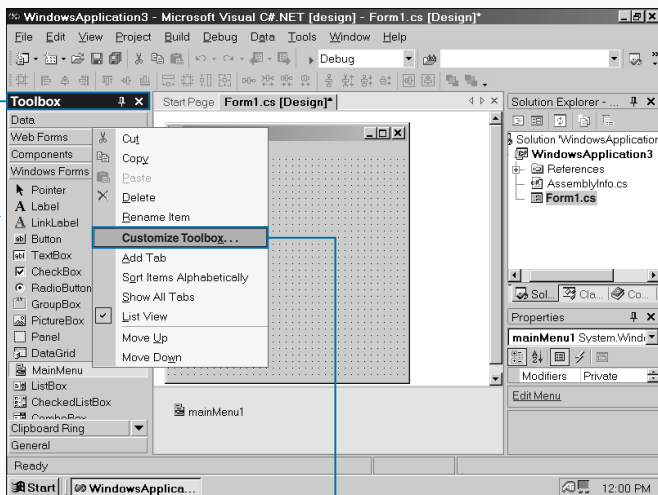 WindowsApplication3 - Microsoft Visual C#.NET [design] - Form1.cs [Design]*
File Edit View Project Build Debug Data Tools Window Help
Debug
Toolbox
Data
Web Forms
Components
Windows Forms
Pointer
A Label
A LinkLabel
ab Button
abl TextBox
CheckBox
RadioButton
GroupBox
PictureBox
Panel
DataGrid
MainMenu
ListBox
CheckedListBox
ComboBox
Clipboard Ring
General
Cut
Copy
Paste
Delete
Rename Item
Customize Toolbox...
Add Tab
Sort Items Alphabetically
Show All Tabs
List View
Move Up
Move Down
Start Page Form1.cs [Design]*
mainMenu1
Solution Explorer - ...
Solution 'WindowsApplication
WindowsApplication3
References
AssemblyInfo.cs
Form1.cs
Sol... Cla... Co...
Properties
mainMenu1 System.Wind
Modifiers Private
Edit Menu
Ready
Start WindowsApplica... 12:00 PM